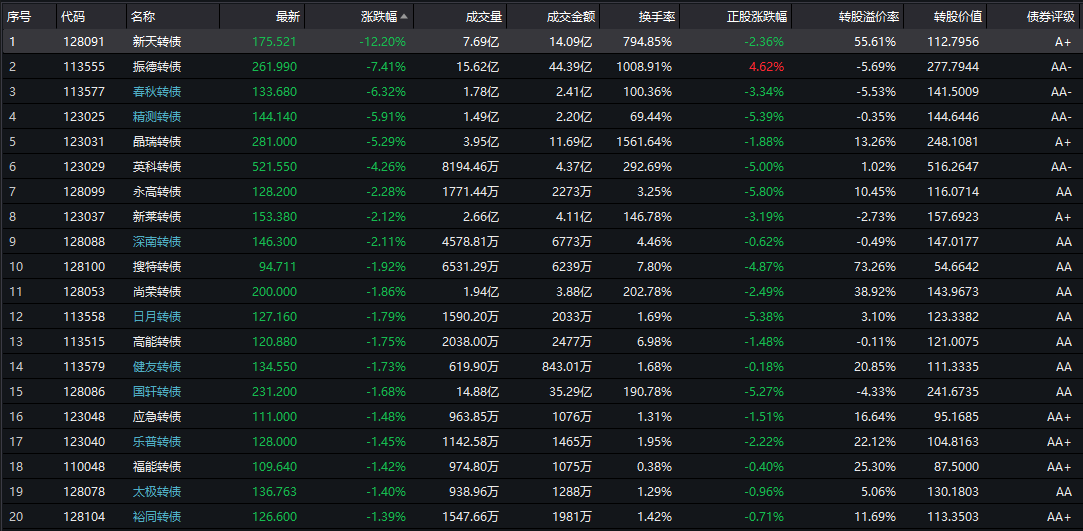 序号 代码 名称 最新 涨跌幅 成交量 成交金额 换手率 正股涨跌幅 转股溢价率 转股价值 债券评级
1 128091 新天转债 175.521 -12.20% 7.69亿 14.09亿 794.85% -2.36% 55.61% 112.7956 A+
2 113555 振德转债 261.990 -7.41% 15.62亿 44.39亿 1008.91% 4.62% -5.69% 277.7944 AA-
3 113577 春秋转债 133.680 -6.32% 1.78亿 2.41亿 100.36% -3.34% -5.53% 141.5009 AA-
4 123025 精测转债 144.140 -5.91% 1.49亿 2.20亿 69.44% -5.39% -0.35% 144.6446 AA-
5 123031 晶瑞转债 281.000 -5.29% 3.95亿 11.69亿 1561.64% -1.88% 13.26% 248.1081 A+
6 123029 英科转债 521.550 -4.26% 8194.46万 4.37亿 292.69% -5.00% 1.02% 516.2647 AA-
7 128099 永高转债 128.200 -2.28% 1771.44万 2273万 3.25% -5.80% 10.45% 116.0714 AA
8 123037 新莱转债 153.380 -2.12% 2.66亿 4.11亿 146.78% -3.19% -2.73% 157.6923 A+
9 128088 深南转债 146.300 -2.11% 4578.81万 6773万 4.46% -0.62% -0.49% 147.0177 AA
10 128100 搜特转债 94.711 -1.92% 6531.29万 6239万 7.80% -4.87% 73.26% 54.6642 AA
11 128053 尚荣转债 200.000 -1.86% 1.94亿 3.88亿 202.78% -2.49% 38.92% 143.9673 AA
12 113558 日月转债 127.160 -1.79% 1590.20万 2033万 1.69% -5.38% 3.10% 123.3382 AA
13 113515 高能转债 120.880 -1.75% 2038.00万 2477万 6.98% -1.48% -0.11% 121.0075 AA
14 113579 健友转债 134.550 -1.73% 619.90万 843.01万 1.68% -0.18% 20.85% 111.3335 AA
15 128086 国轩转债 231.200 -1.68% 14.88亿 35.29亿 190.78% -5.27% -4.33% 241.6735 AA
16 123048 应急转债 111.000 -1.48% 963.85万 1076万 1.31% -1.51% 16.64% 95.1685 AA+
17 123040 乐普转债 128.000 -1.45% 1142.58万 1465万 1.95% -2.22% 22.12% 104.8163 AA+
18 110048 福能转债 109.640 -1.42% 974.80万 1075万 0.38% -0.40% 25.30% 87.5000 AA+
19 128078 太极转债 136.763 -1.40% 938.96万 1288万 1.29% -0.96% 5.06% 130.1803 AA
20 128104 裕同转债 126.600 -1.39% 1547.66万 1981万 1.42% -0.71% 11.69% 113.3503 AA+